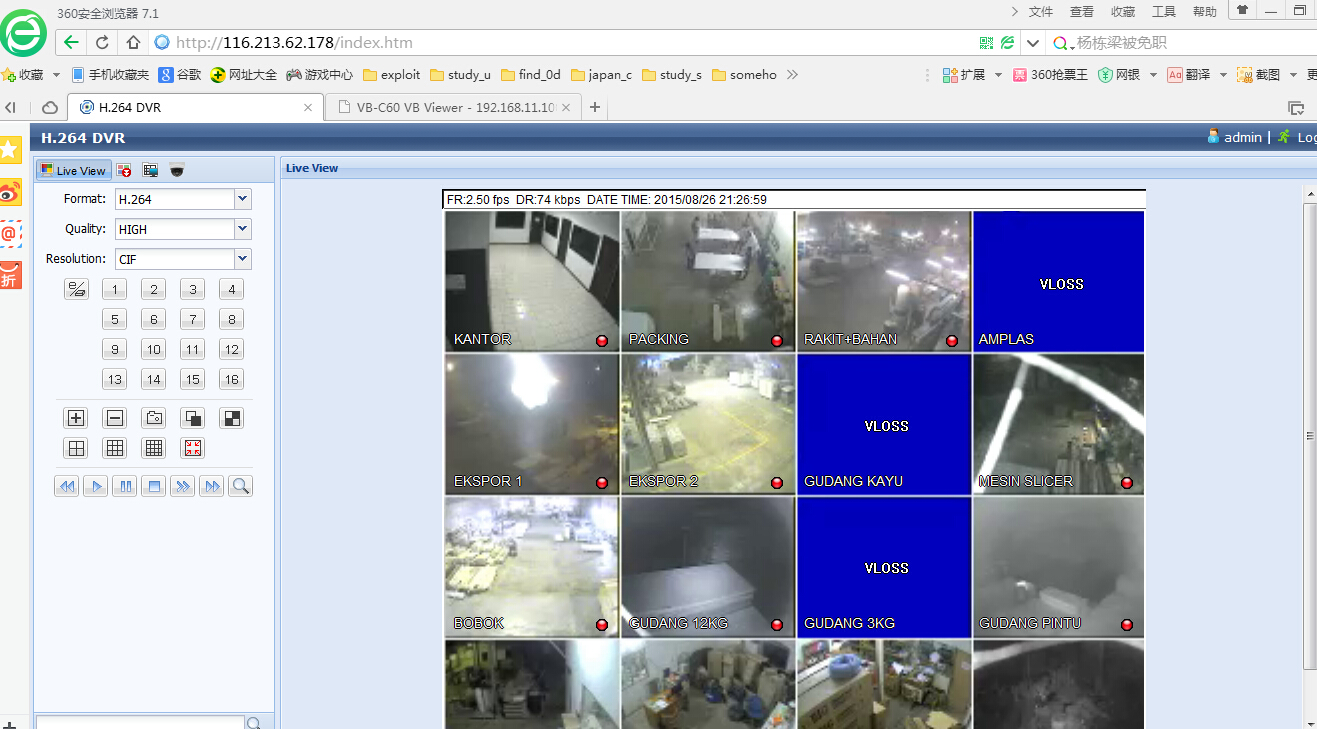 360安全浏览器 7.1
文件 查看 收藏 工具 帮助
http://116.213.62.178/index.htm
杨栋梁被免职
收藏 手机收藏夹 谷歌 网址大全 游戏中心 exploit study_u find_0d japan_c study_s someho
扩展 360抢票王 网银 翻译 截图 更
H.264 DVR
VB-C60 VB Viewer - 192.168.11.10
H.264 DVR
admin | Log
Live View
Live View
Format: H.264
Quality: HIGH
Resolution: CIF
1 2 3 4
5 6 7 8
9 10 11 12
13 14 15 16
FR:2.50 fps DR:74 kbps DATE TIME: 2015/08/26 21:26:59
KANTOR
PACKING
RAKIT+BAHAN
VLOSS
AMPLAS
EKSPOR 1
EKSPOR 2
VLOSS
GUDANG KAYU
MESIN SLICER
BOBOK
GUDANG 12KG
VLOSS
GUDANG 3KG
GUDANG PINTU
折